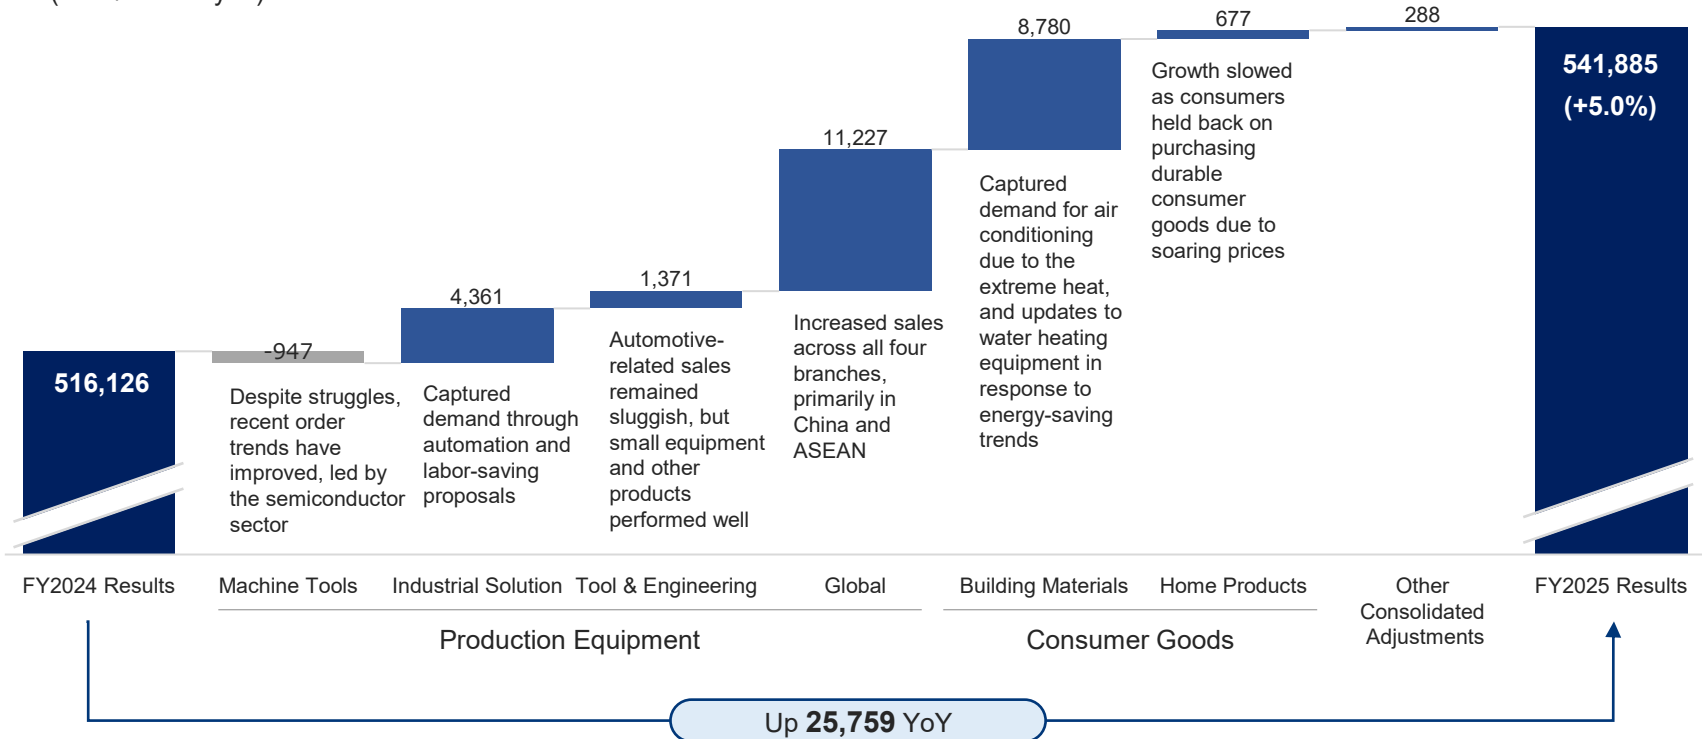 8,780
677
288
541,885
(+5.0%)
Growth slowed
as consumers
held back on
purchasing
durable
consumer
goods due to
soaring prices
11,227
Captured
demand for air
conditioning
due to the
extreme heat,
and updates to
water heating
equipment in
response to
energy-saving
trends
1,371
4,361
Increased sales
across all four
branches,
primarily in
China and
ASEAN
Automotive-
related sales
remained
sluggish, but
small equipment
and other
products
performed well
-947
516,126
Despite struggles,
recent order
trends have
improved, led by
the semiconductor
sector
Captured
demand through
automation and
labor-saving
proposals
FY2024 Results
Machine Tools
Industrial Solution
Tool & Engineering
Global
Building Materials
Home Products
Other
Consolidated
Adjustments
FY2025 Results
Production Equipment
Consumer Goods
Up 25,759 YoY